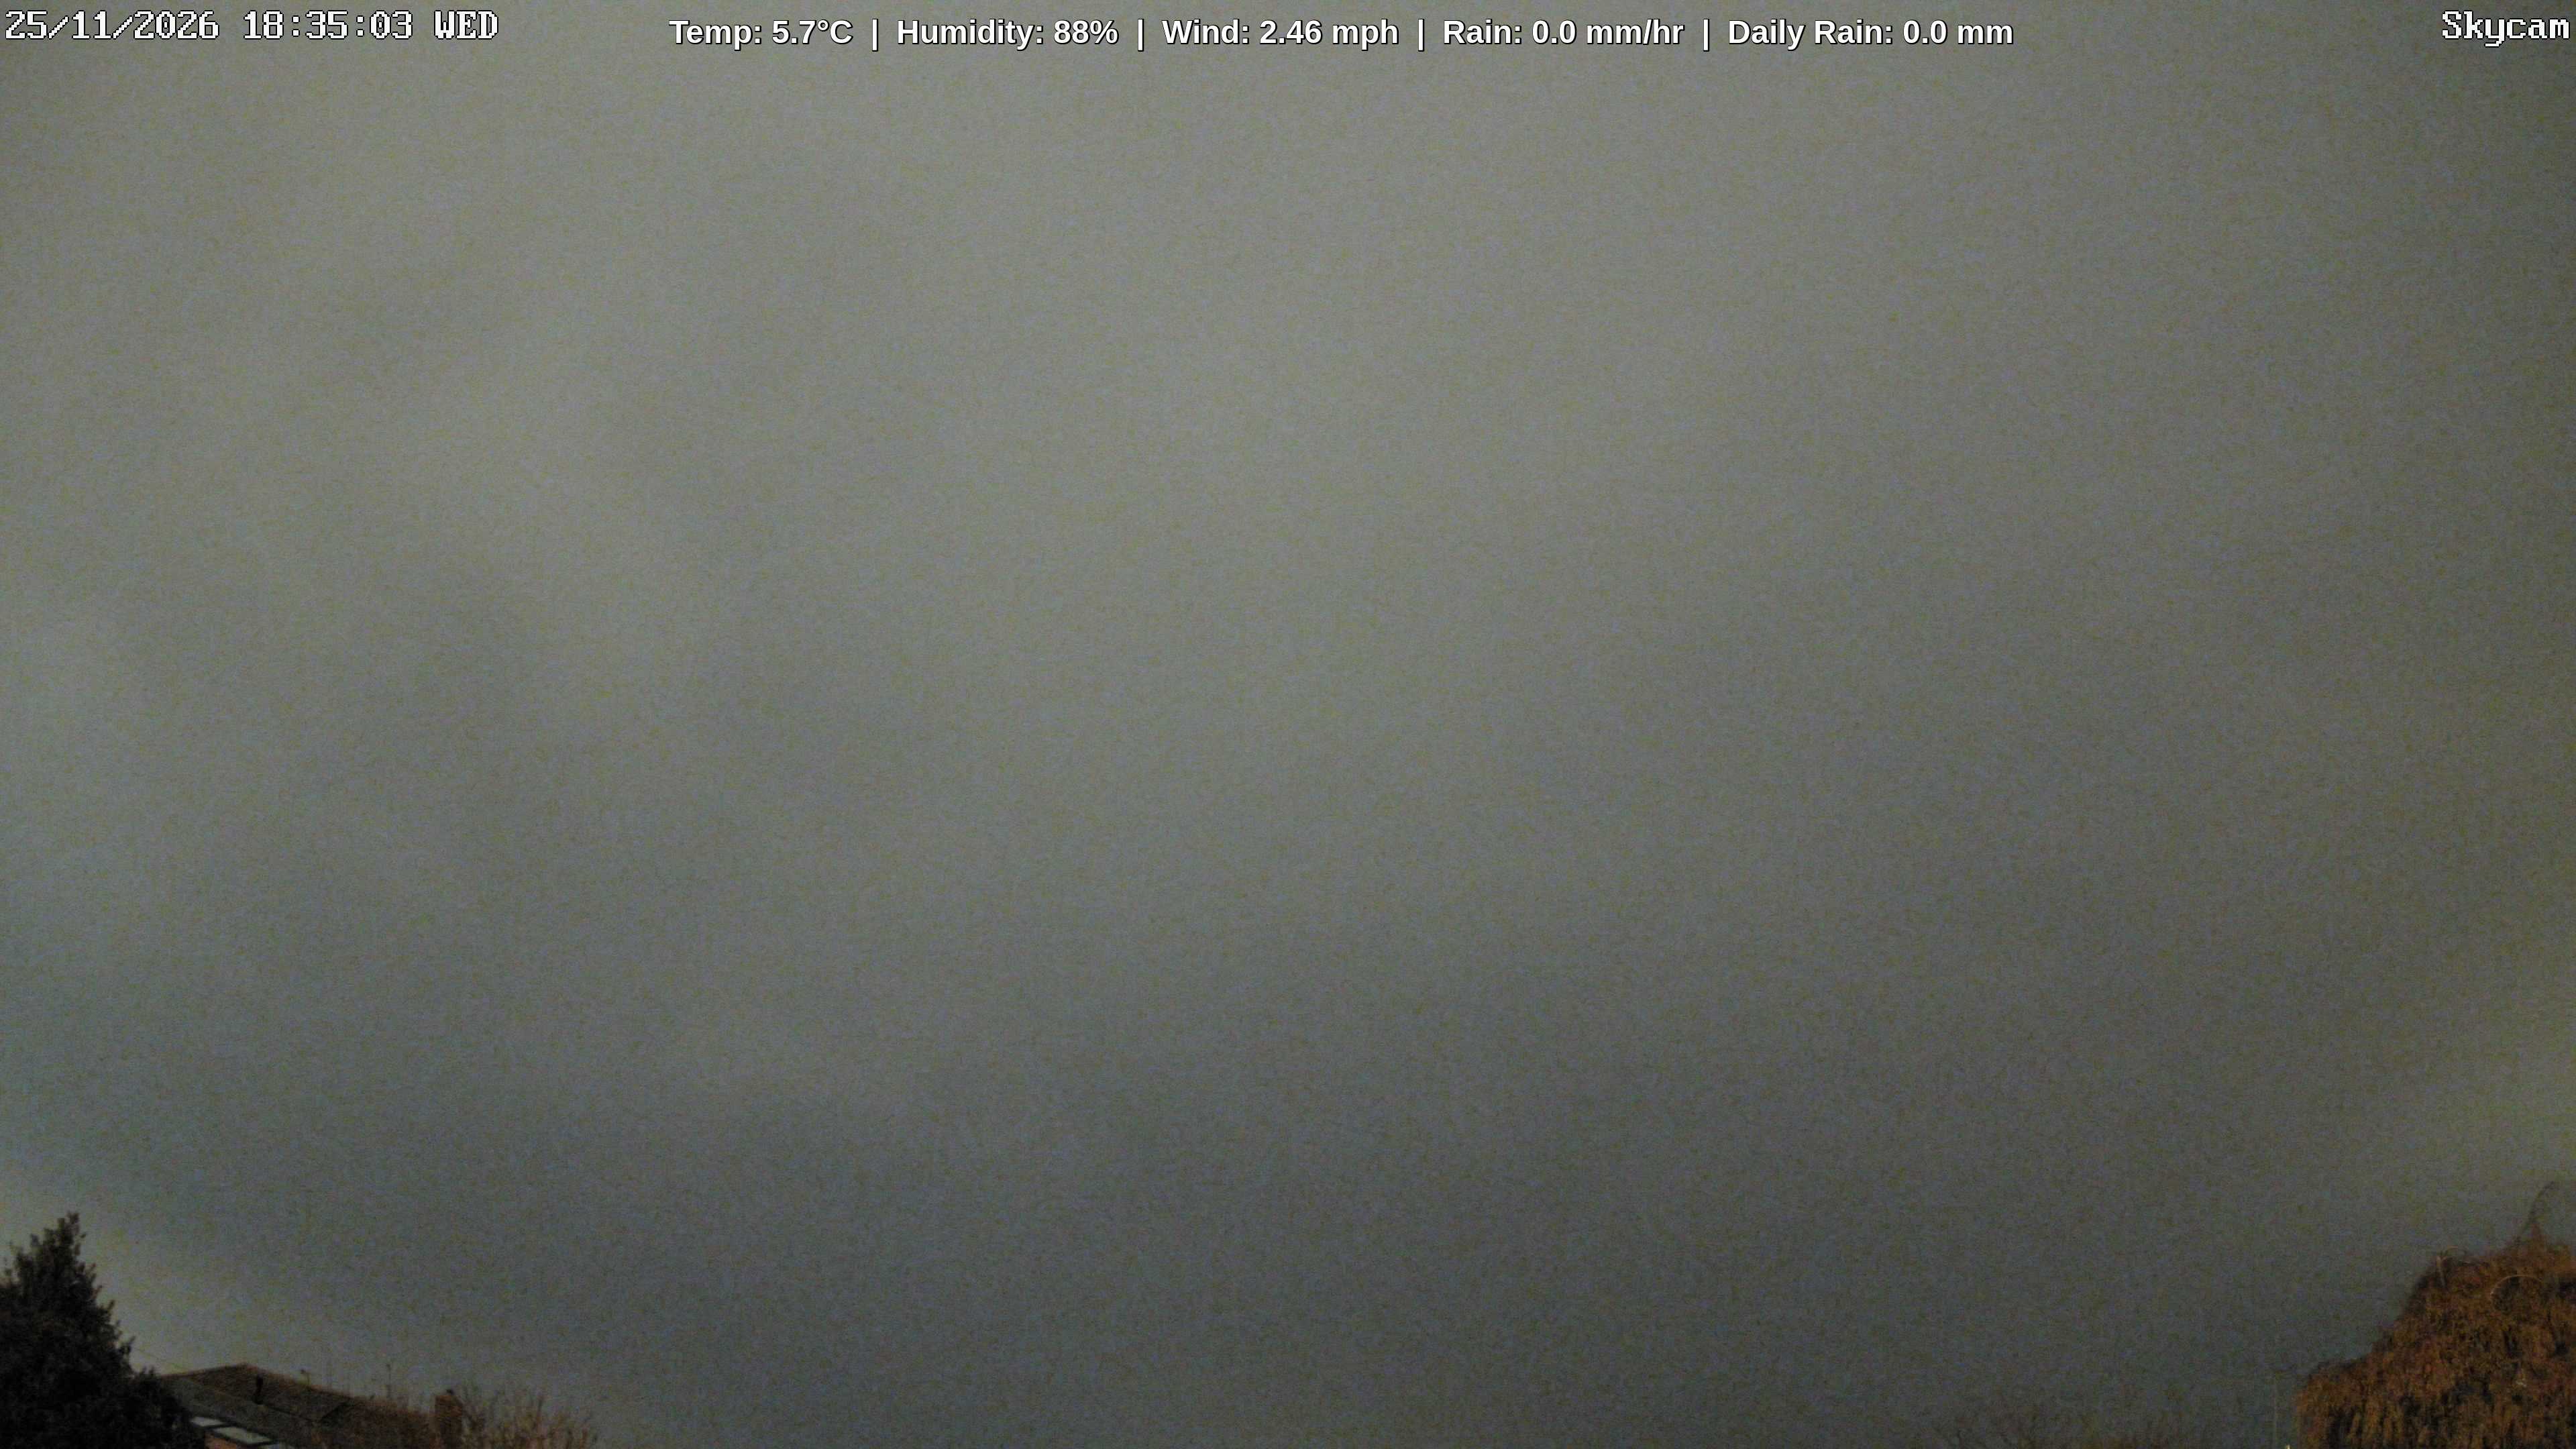 25/11/2026 18:35:03 WED
Temp: 5.7°C | Humidity: 88% | Wind: 2.46 mph | Rain: 0.0 mm/hr | Daily Rain: 0.0 mm
Skycam